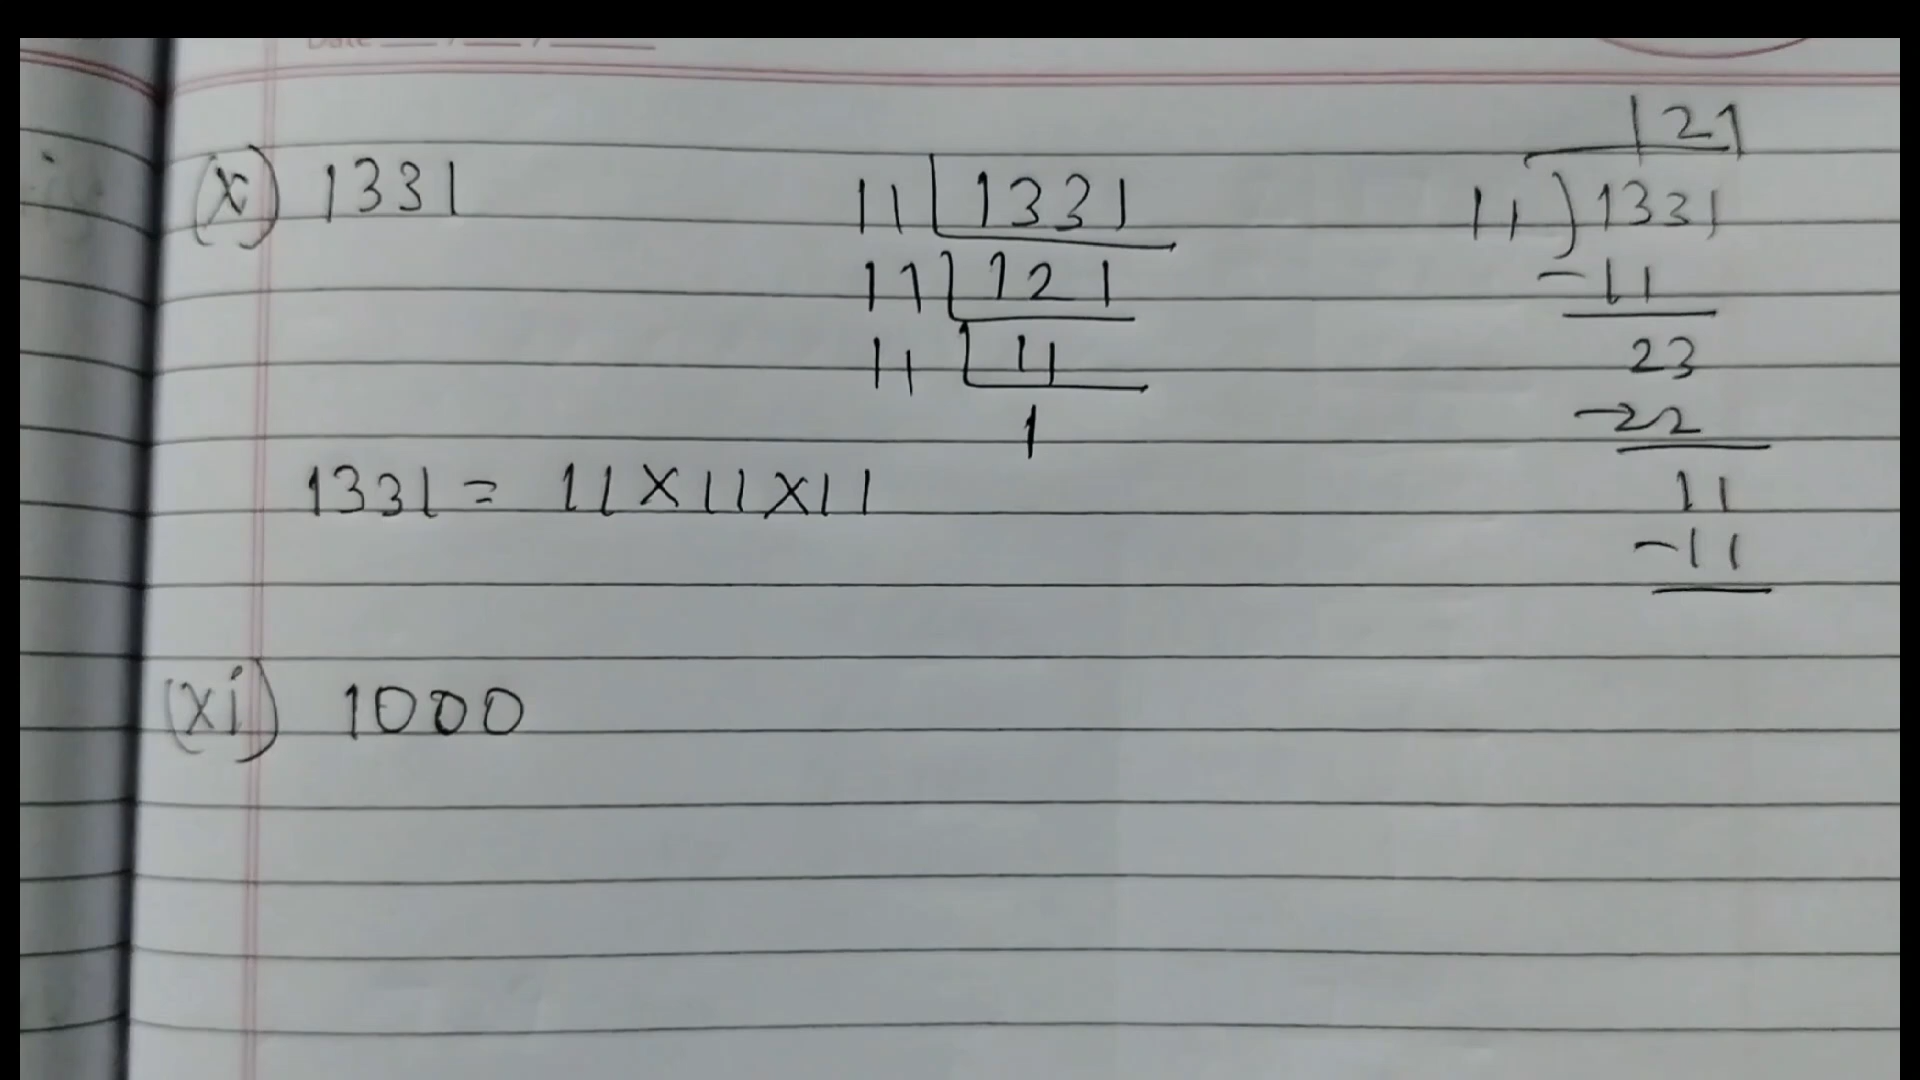 Date
(x) 1331
11 | 1331
11 | 121
11 | 11
1
1331 = 11 x 11 x 11
121
11 ) 1331
-11
23
-22
11
-11
(xi) 1000